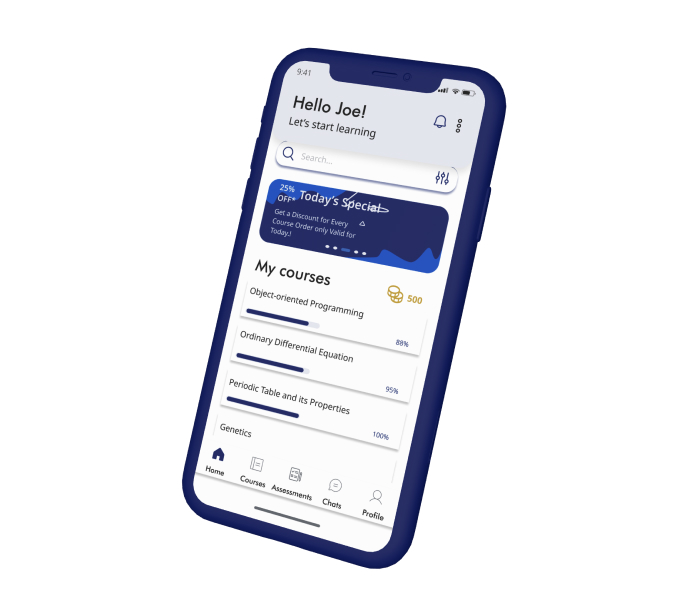 9:41
Hello Joe!
Let's start learning
Search...
25%
OFF*
Today's Special
Get a Discount for Every
Course Order only Valid for
Today.!
My courses
500
Object-oriented Programming
88%
Ordinary Differential Equation
95%
Periodic Table and its Properties
100%
Genetics
Home
Courses
Assessments
Chats
Profile